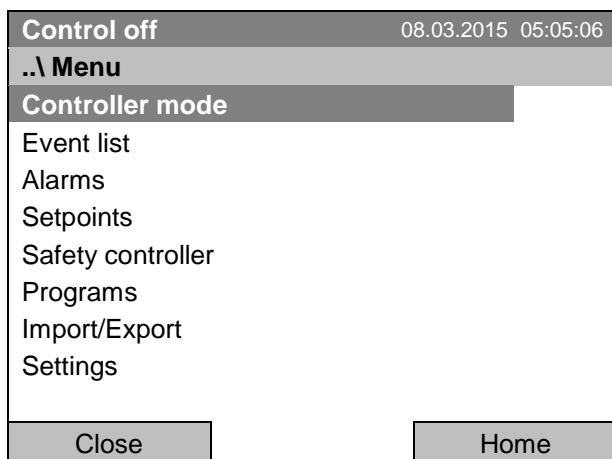 Control off 08.03.2015 05:05:06
..\ Menu
Controller mode
Event list
Alarms
Setpoints
Safety controller
Programs
Import/Export
Settings
Close Home